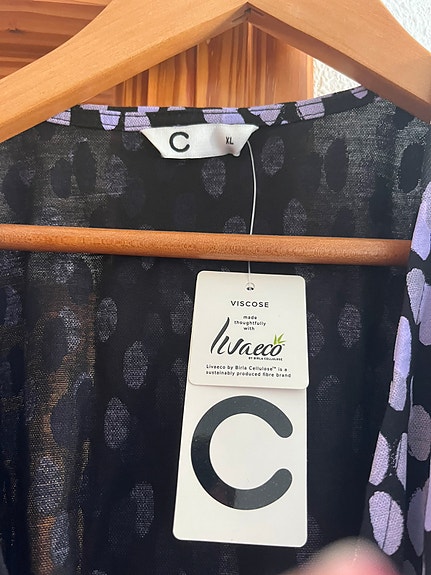 C
XL
VISCOSE
made
thoughtfully
with
livaeco
BY BIRLA CELLULOSE
Livaeco by Birla Cellulose™ is a
sustainably produced fibre brand
C